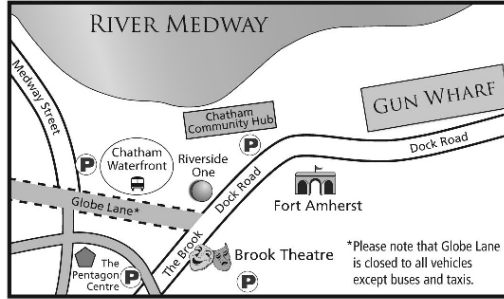 RIVER MEDWAY
Medway Street
Chatham
Community Hub
GUN WHARF
P
P
Chatham
Waterfront
Riverside
One
Dock Road
Dock Road
Globe Lane*
Fort Amherst
The Brook
Brook Theatre
The
Pentagon
Centre
P
P
*Please note that Globe Lane
is closed to all vehicles
except buses and taxis.